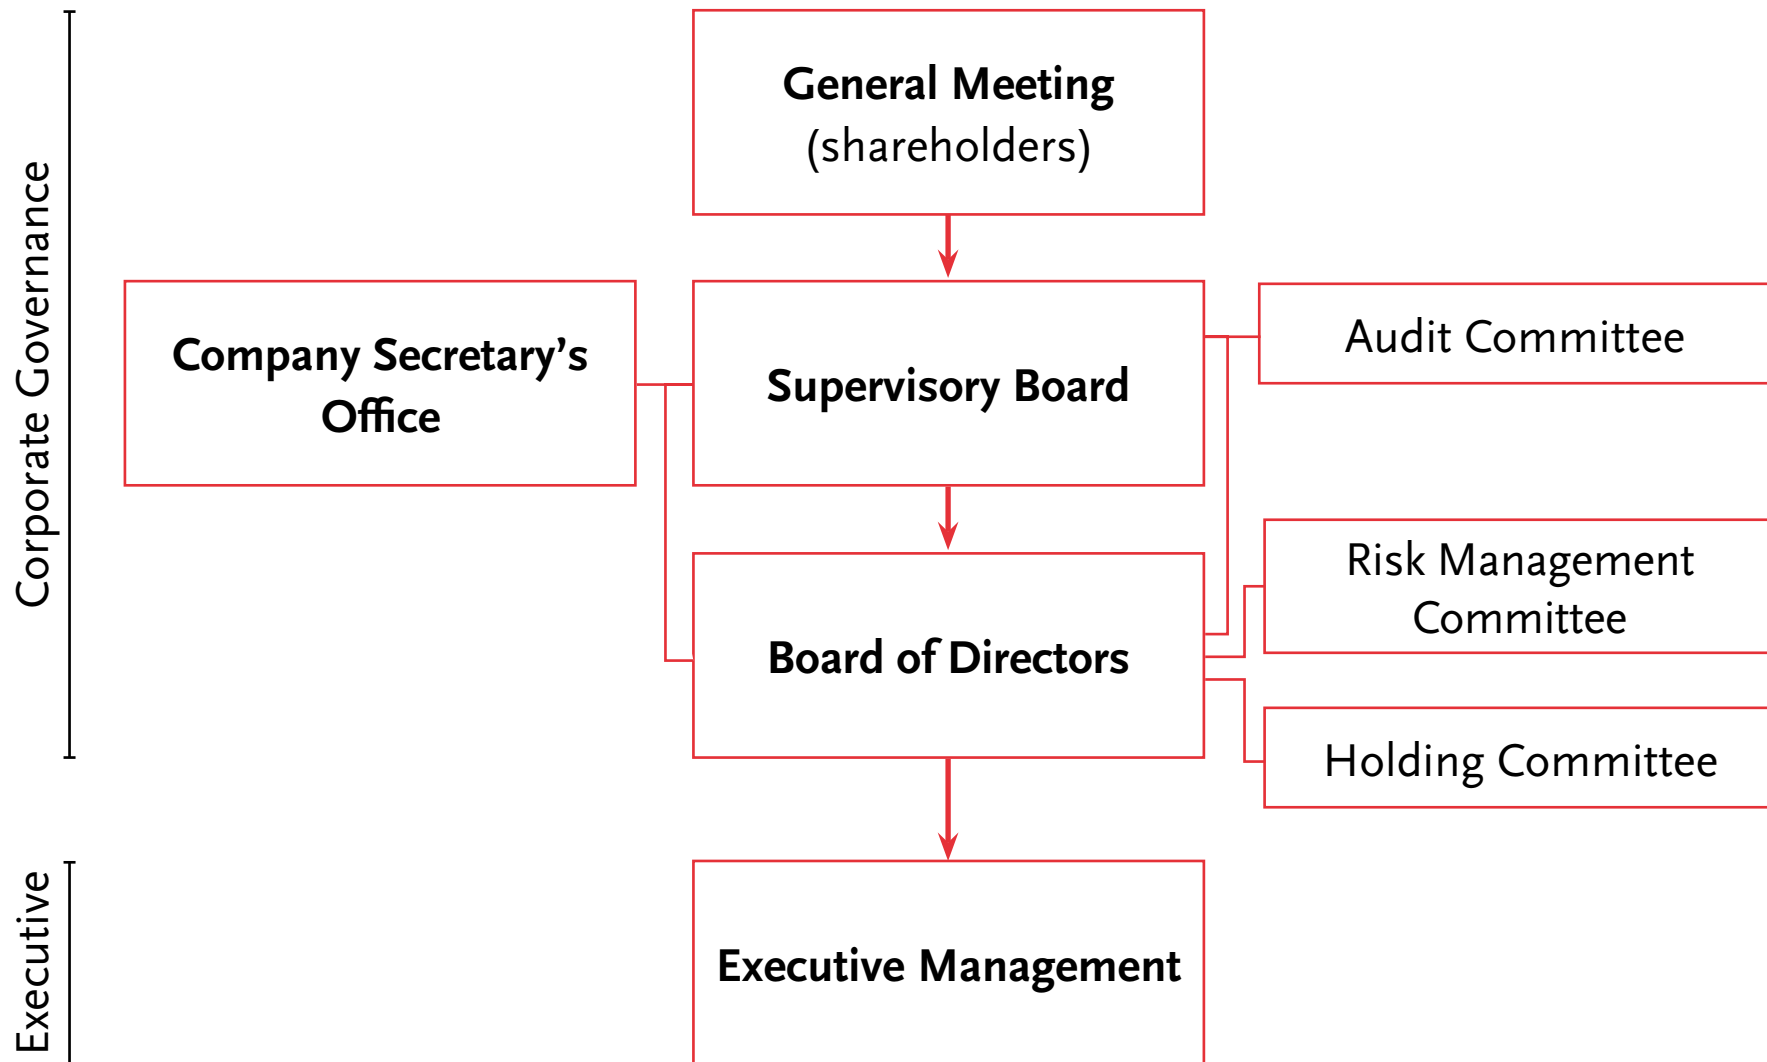 Corporate Governance
General Meeting
(shareholders)
Company Secretary’s
Office
Supervisory Board
Audit Committee
Board of Directors
Risk Management
Committee
Holding Committee
Executive
Executive Management